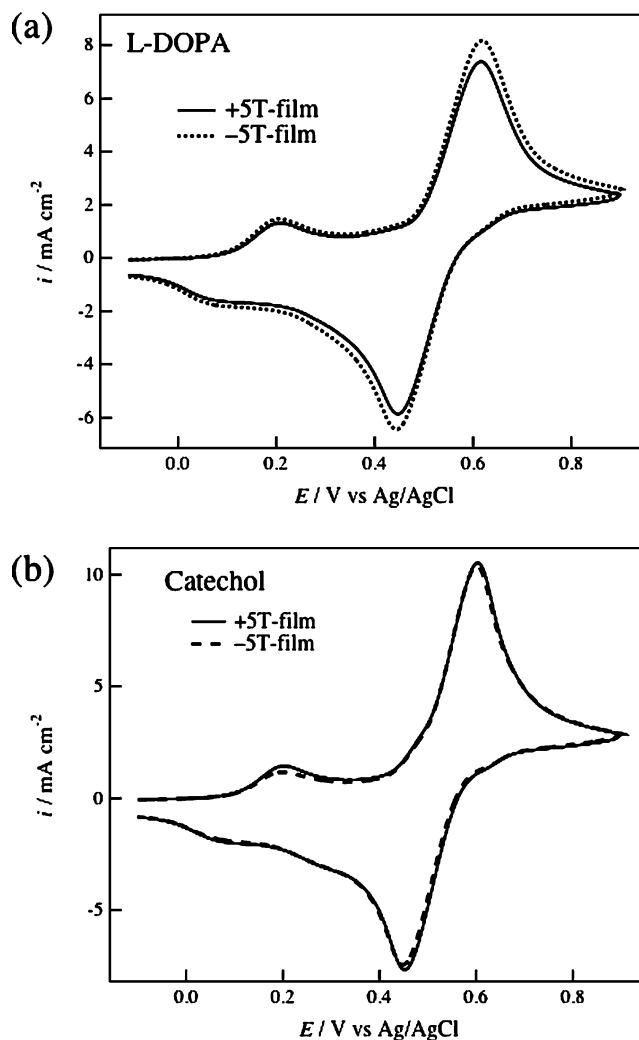 (a)
L-DOPA
+5T-film
–5T-film
8
6
4
2
0
-2
-4
-6
i / mA cm-2
0.0 0.2 0.4 0.6 0.8
E / V vs Ag/AgCl
(b)
Catechol
+5T-film
–5T-film
10
5
0
-5
i / mA cm-2
0.0 0.2 0.4 0.6 0.8
E / V vs Ag/AgCl